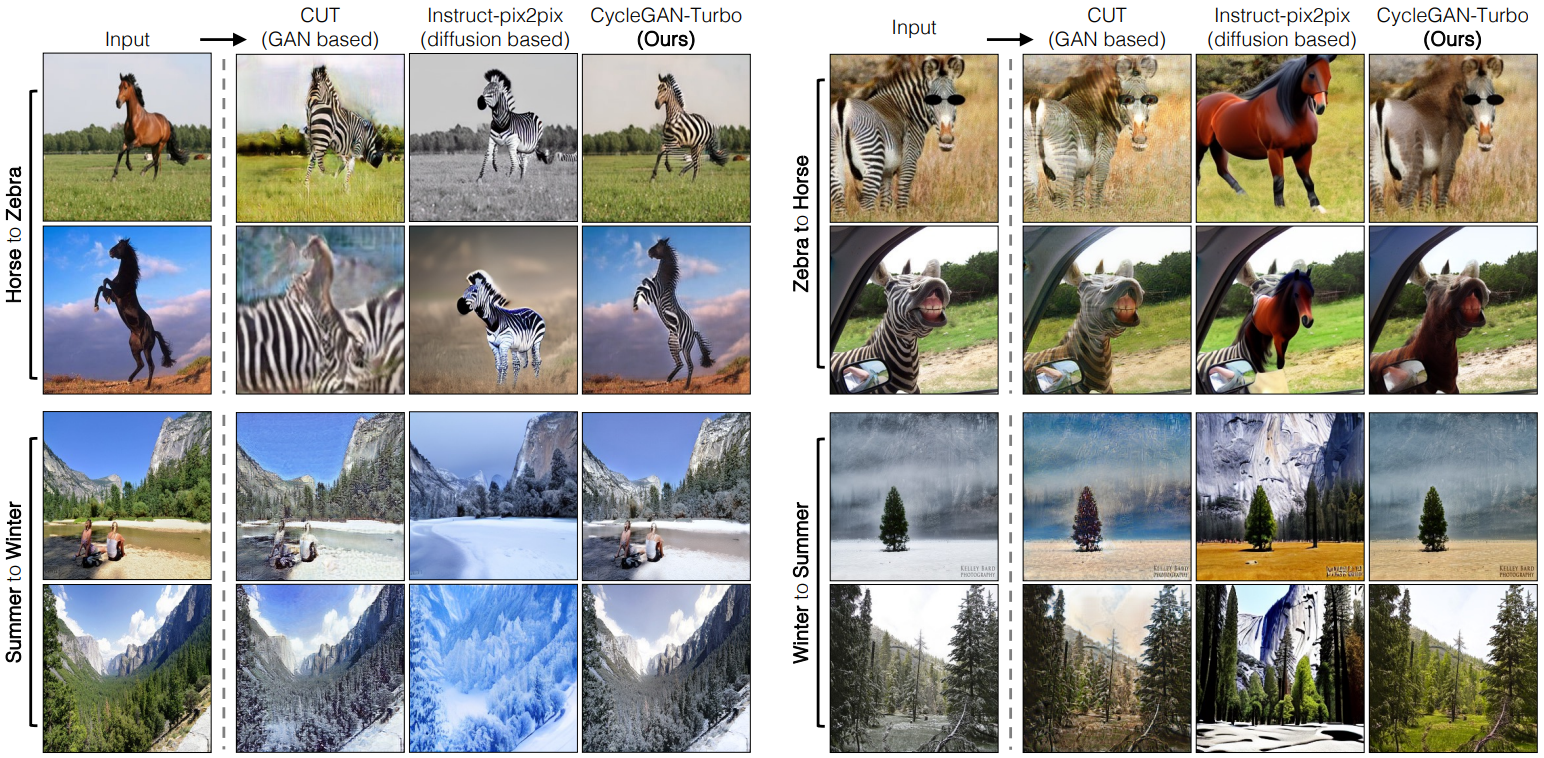 Input
CUT
(GAN based)
Instruct-pix2pix
(diffusion based)
CycleGAN-Turbo
(Ours)
Horse to Zebra
Summer to Winter
Input
CUT
(GAN based)
Instruct-pix2pix
(diffusion based)
CycleGAN-Turbo
(Ours)
Zebra to Horse
Winter to Summer
KELLEY BARD
PHOTOGRAPHY
KELLEY BARD
PHOTOGRAPHY
KELLEY BARD
PHOTOGRAPHY